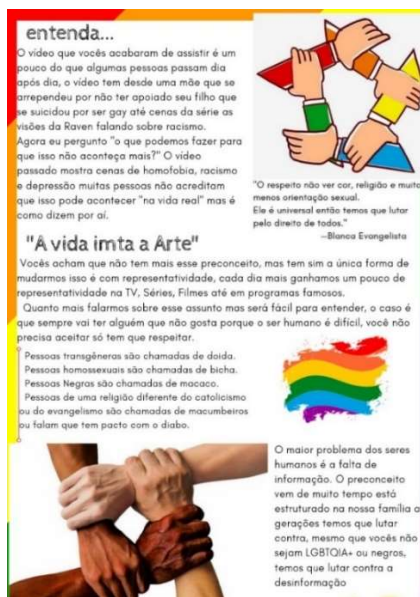 entenda...
O vídeo que vocês acabaram de assistir é um
pouco do que algumas pessoas passam dia
após dia, o vídeo tem desde uma mãe que se
arrependeu por não ter apoiado seu filho que
se suicidou por ser gay até cenas da série as
visões da Raven falando sobre racismo.
Agora eu pergunto "o que podemos fazer para
que isso não aconteça mais?" O vídeo
passado mostra cenas de homofobia, racismo
e depressão muitas pessoas não acreditam
que isso pode acontecer "na vida real" mas é
como dizem por aí.
"O respeito não ver cor, religião e muito
menos orientação sexual.
Ele é universal então temos que lutar
pelo direito de todos."
--Blanca Evangelista
"A vida imta a Arte"
Vocês acham que não tem mais esse preconceito, mas tem sim a única forma de
mudarmos isso é com representatividade, cada dia mais ganhamos um pouco de
representatividade na TV, Séries, Filmes até em programas famosos.
Quanto mais falarmos sobre esse assunto mas será fácil para entender, o caso é
que sempre vai ter alguém que não gosta porque o ser humano é difícil, você não
precisa aceitar só tem que respeitar.
Pessoas transgêneras são chamadas de doida.
Pessoas homossexuais são chamadas de bicha.
Pessoas Negras são chamadas de macaco.
Pessoas de uma religião diferente do catolicismo
ou do evangelismo são chamadas de macumbeiros
ou falam que tem pacto com o diabo.
O maior problema dos seres
humanos é a falta de
informação. O preconceito
vem de muito tempo está
estruturado na nossa família a
gerações temos que lutar
contra, mesmo que vocês não
sejam LGBTQIA+ ou negros,
temos que lutar contra a
desinformação